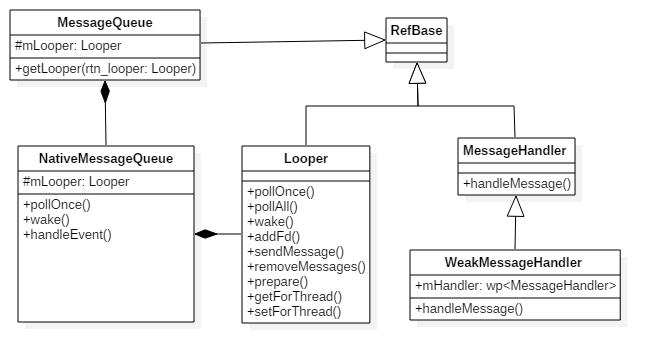 MessageQueue
#mLooper: Looper
+getLooper(rtn_looper: Looper)
RefBase
NativeMessageQueue
#mLooper: Looper
+pollOnce()
+wake()
+handleEvent()
Looper
+pollOnce()
+pollAll()
+wake()
+addFd()
+sendMessage()
+removeMessages()
+prepare()
+getForThread()
+setForThread()
MessageHandler
+handleMessage()
WeakMessageHandler
+mHandler: wp<MessageHandler>
+handleMessage()